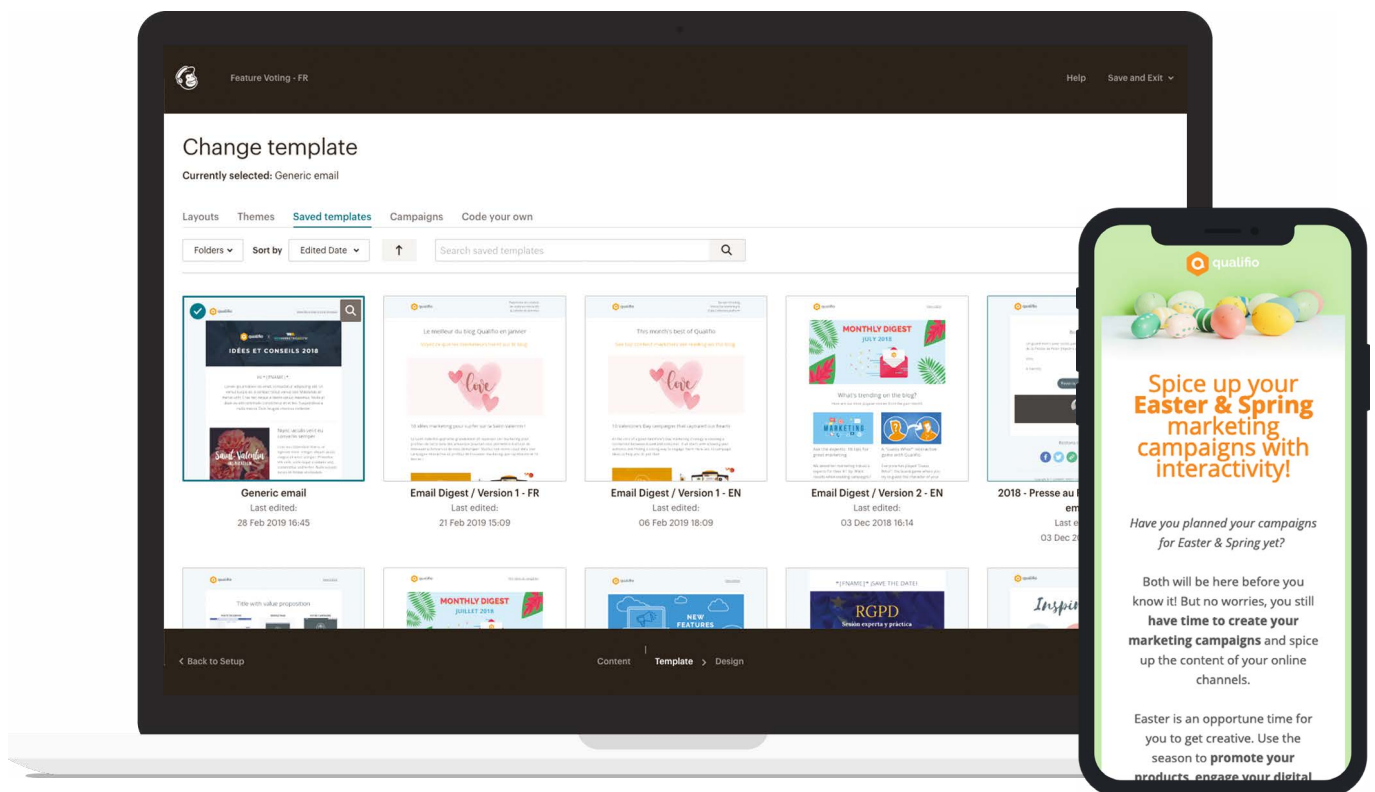 Feature Voting - FR
Help
Save and Exit
Change template
Currently selected: Generic email
Layouts
Themes
Saved templates
Campaigns
Code your own
Folders
Sort by
Edited Date
Search saved templates
qualifio
IDÉES ET CONSEILS 2018
Saint-Valentin
Generic email
Last edited:
28 Feb 2019 16:45
Le meilleur du blog Qualifio en janvier
Love
Email Digest / Version 1 - FR
Last edited:
21 Feb 2019 15:09
This month's best of Qualifio
Love
Email Digest / Version 1 - EN
Last edited:
06 Feb 2019 18:09
MONTHLY DIGEST
JULY 2018
What's trending on the blog?
MARKETING
Email Digest / Version 2 - EN
Last edited:
03 Dec 2018 16:14
2018 - Presse au
em
Last e
03 Dec 20
Title with value proposition
MONTHLY DIGEST
JUILLET 2018
NEW
FEATURES
*|FNAME|* ¡SAVE THE DATE!
RGPD
Sesión experta y práctica
Inspir
Back to Setup
Content
Template
Design
qualifio
Spice up your
Easter & Spring
marketing
campaigns with
interactivity!
Have you planned your campaigns
for Easter & Spring yet?
Both will be here before you
know it! But no worries, you still
have time to create your
marketing campaigns and spice
up the content of your online
channels.
Easter is an opportune time for
you to get creative. Use the
season to promote your
products, engage your digital